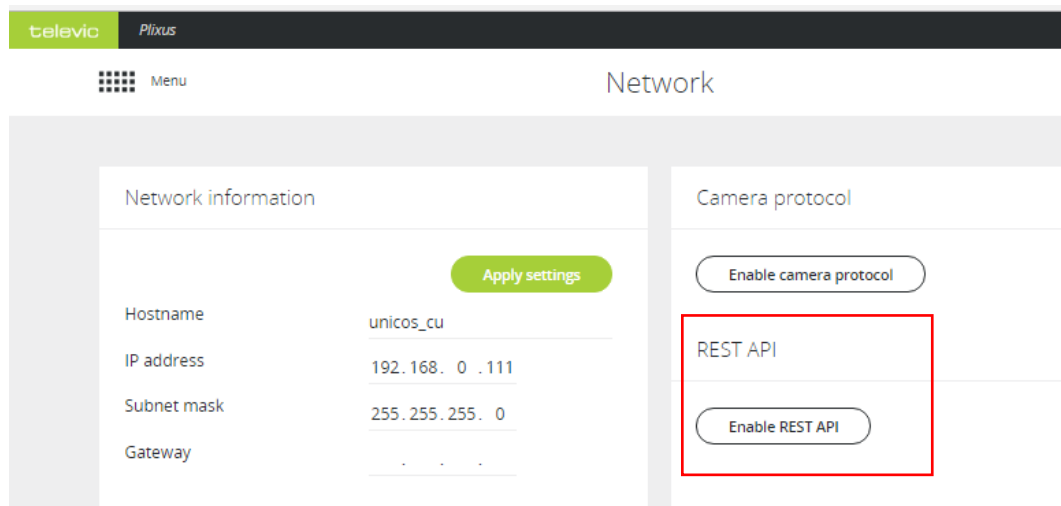 televic Plixus
Menu
Network
Network information
Apply settings
Hostname unicos_cu
IP address 192.168. 0 .111
Subnet mask 255.255.255. 0
Gateway . . .
Camera protocol
Enable camera protocol
REST API
Enable REST API